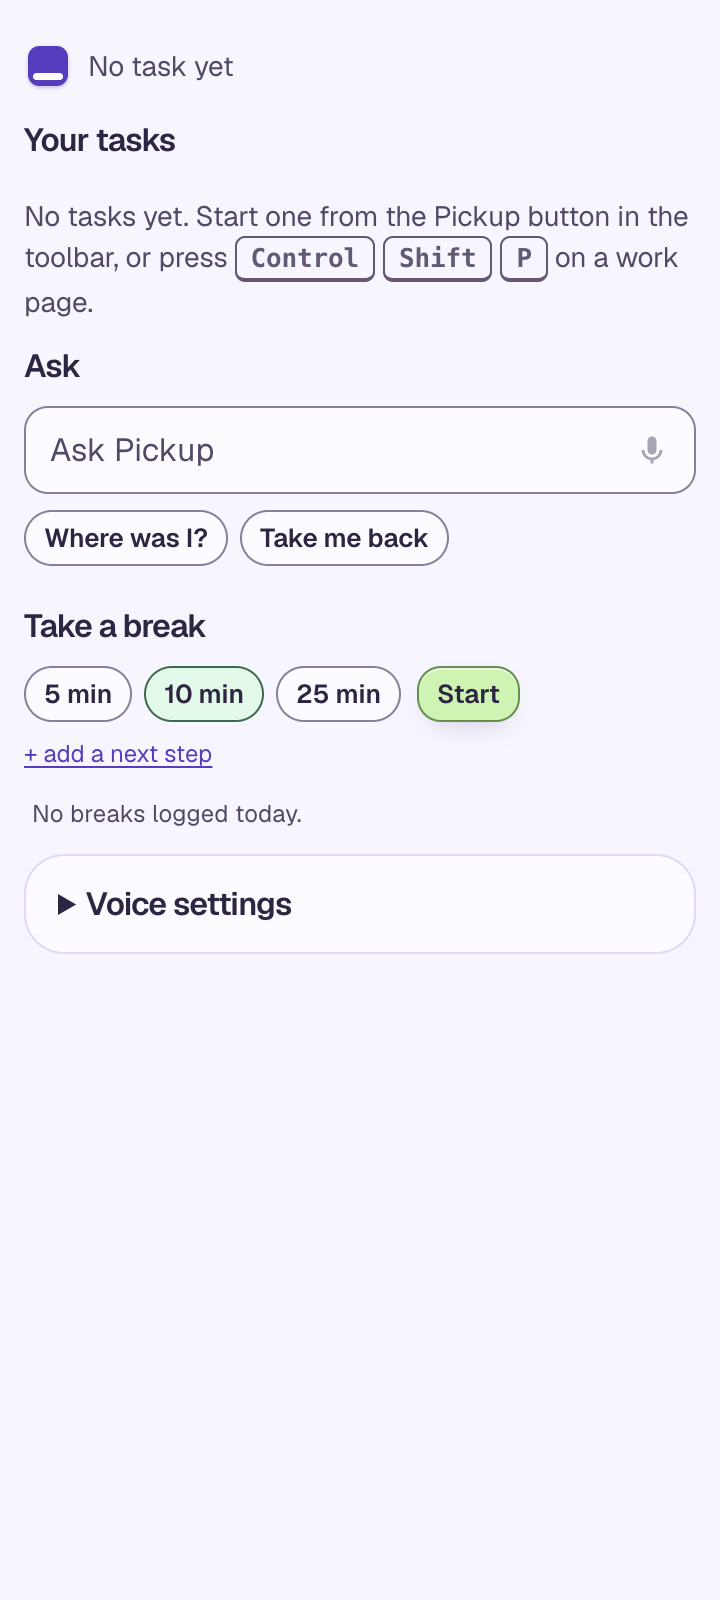 No task yet
Your tasks
No tasks yet. Start one from the Pickup button in the
toolbar, or press Control Shift P on a work
page.
Ask
Ask Pickup
Where was I? Take me back
Take a break
5 min 10 min 25 min Start
+ add a next step
No breaks logged today.
Voice settings